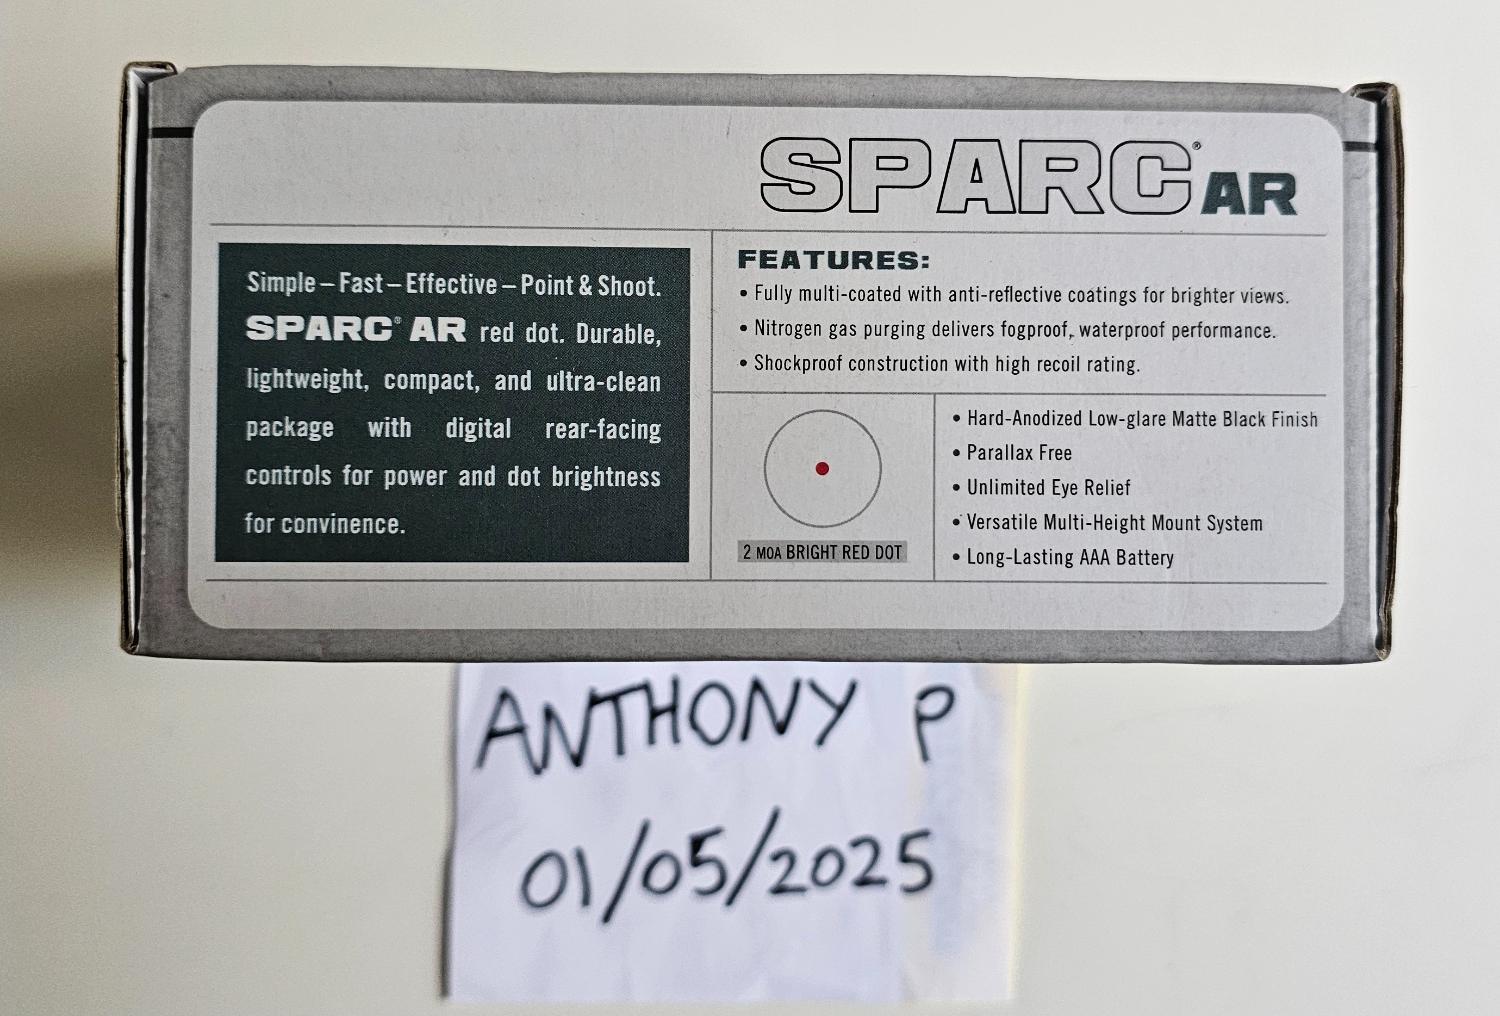 SPARC® AR
Simple – Fast – Effective – Point & Shoot.
SPARC® AR red dot. Durable,
lightweight, compact, and ultra-clean
package with digital rear-facing
controls for power and dot brightness
for convinence.
FEATURES:
• Fully multi-coated with anti-reflective coatings for brighter views.
• Nitrogen gas purging delivers fogproof, waterproof performance.
• Shockproof construction with high recoil rating.
2 MOA BRIGHT RED DOT
• Hard-Anodized Low-glare Matte Black Finish
• Parallax Free
• Unlimited Eye Relief
• Versatile Multi-Height Mount System
• Long-Lasting AAA Battery
ANTHONY P
01/05/2025